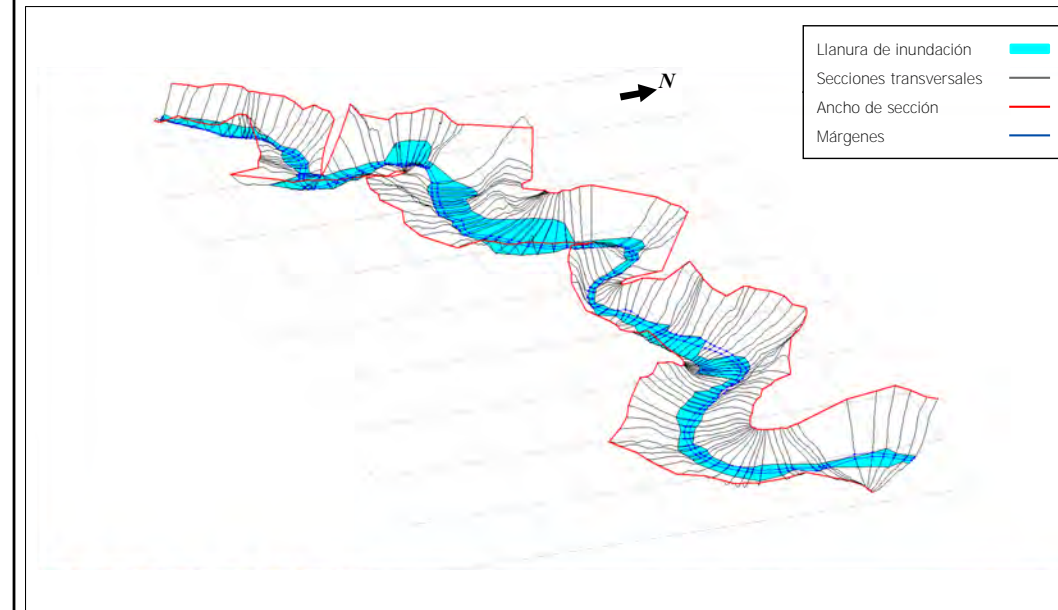 Llanura de inundación
Secciones transversales
Ancho de sección
Márgenes
N